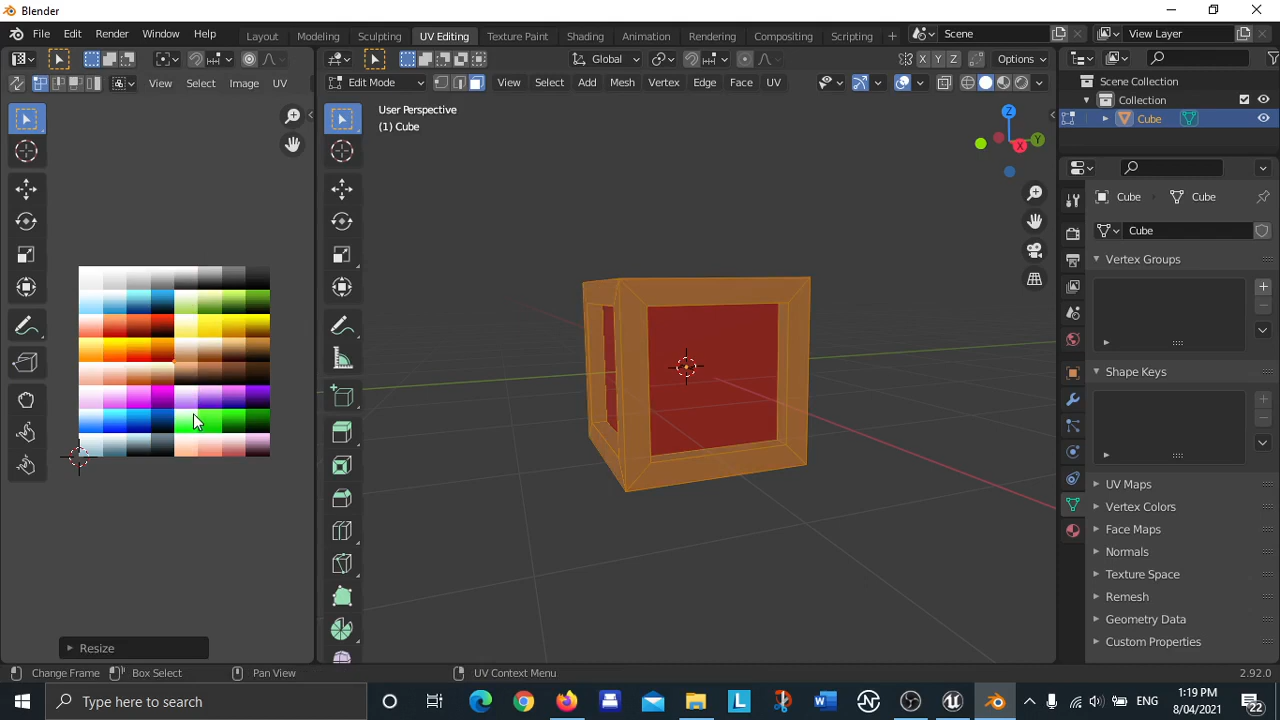 Blender
File Edit Render Window Help Layout Modeling Sculpting UV Editing Texture Paint Shading Animation Rendering Compositing Scripting Scene View Layer
Global Options
View Select Image UV Edit Mode View Select Add Mesh Vertex Edge Face UV
User Perspective
(1) Cube
X Y Z
Z Y X
Scene Collection
Collection
Cube
Cube Cube
Cube
Vertex Groups
Shape Keys
UV Maps
Vertex Colors
Face Maps
Normals
Texture Space
Remesh
Geometry Data
Custom Properties
Resize
Change Frame Box Select Pan View UV Context Menu 2.92.0
Type here to search
L
W
ENG
1:19 PM
8/04/2021
22